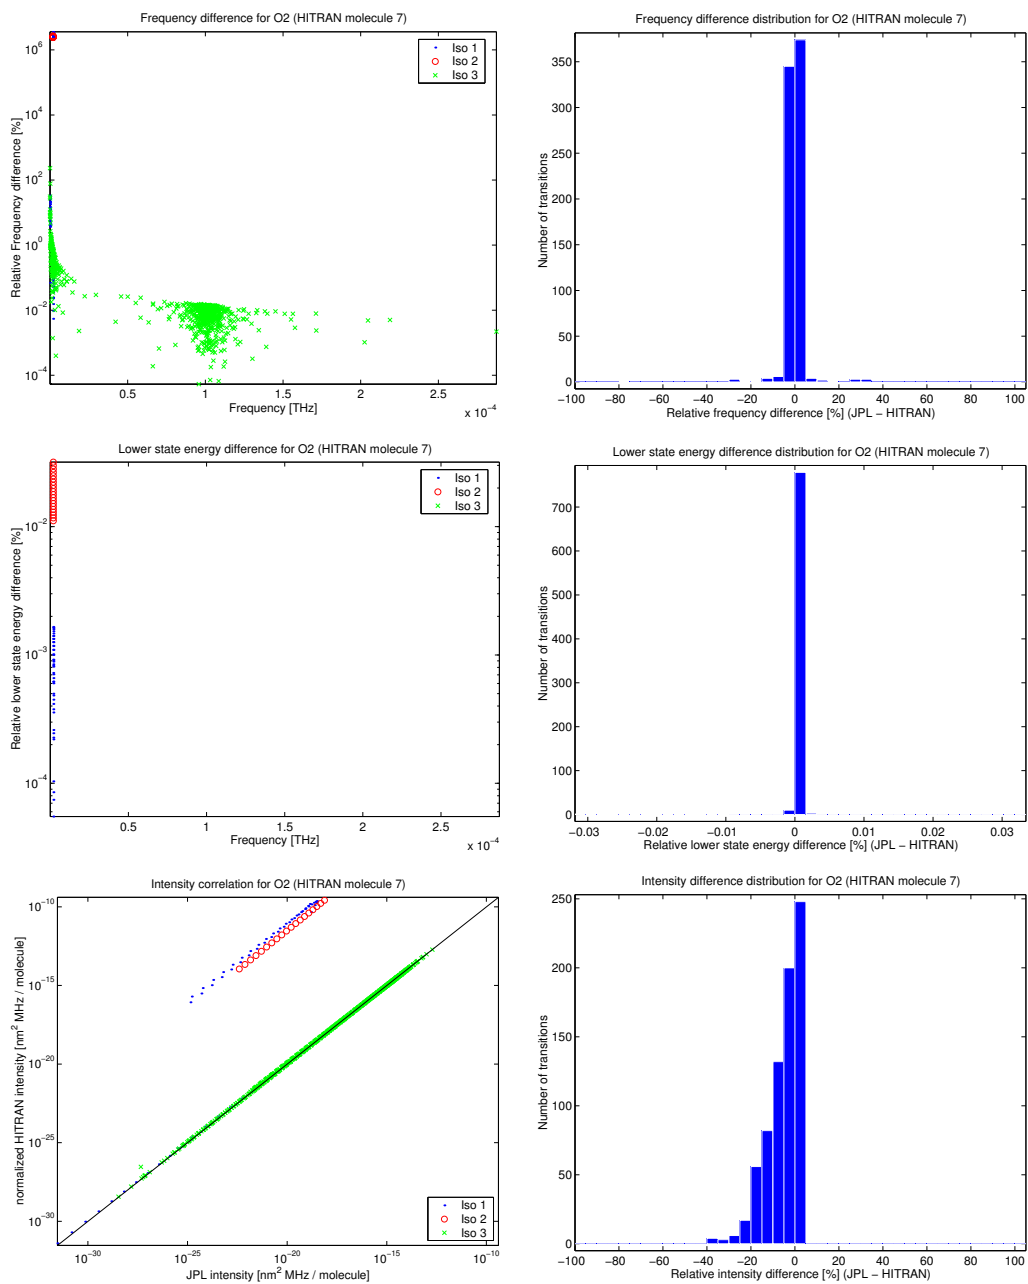 Frequency difference for O2 (HITRAN molecule 7)
Relative Frequency difference [%]
10^6
10^4
10^2
10^0
10^−2
10^−4
Iso 1
Iso 2
Iso 3
0.5 1 1.5 2 2.5
Frequency [THz]
x 10^−4
Frequency difference distribution for O2 (HITRAN molecule 7)
Number of transitions
350
300
250
200
150
100
50
0
−100 −80 −60 −40 −20 0 20 40 60 80 100
Relative frequency difference [%] (JPL − HITRAN)
Lower state energy difference for O2 (HITRAN molecule 7)
Relative lower state energy difference [%]
10^−2
10^−3
10^−4
Iso 1
Iso 2
Iso 3
0.5 1 1.5 2 2.5
Frequency [THz]
x 10^−4
Lower state energy difference distribution for O2 (HITRAN molecule 7)
Number of transitions
700
600
500
400
300
200
100
0
−0.03 −0.02 −0.01 0 0.01 0.02 0.03
Relative lower state energy difference [%] (JPL − HITRAN)
Intensity correlation for O2 (HITRAN molecule 7)
normalized HITRAN intensity [nm^2 MHz / molecule]
10^−10
10^−15
10^−20
10^−25
10^−30
Iso 1
Iso 2
Iso 3
10^−30 10^−25 10^−20 10^−15 10^−10
JPL intensity [nm^2 MHz / molecule]
Intensity difference distribution for O2 (HITRAN molecule 7)
Number of transitions
250
200
150
100
50
0
−100 −80 −60 −40 −20 0 20 40 60 80 100
Relative intensity difference [%] (JPL − HITRAN)